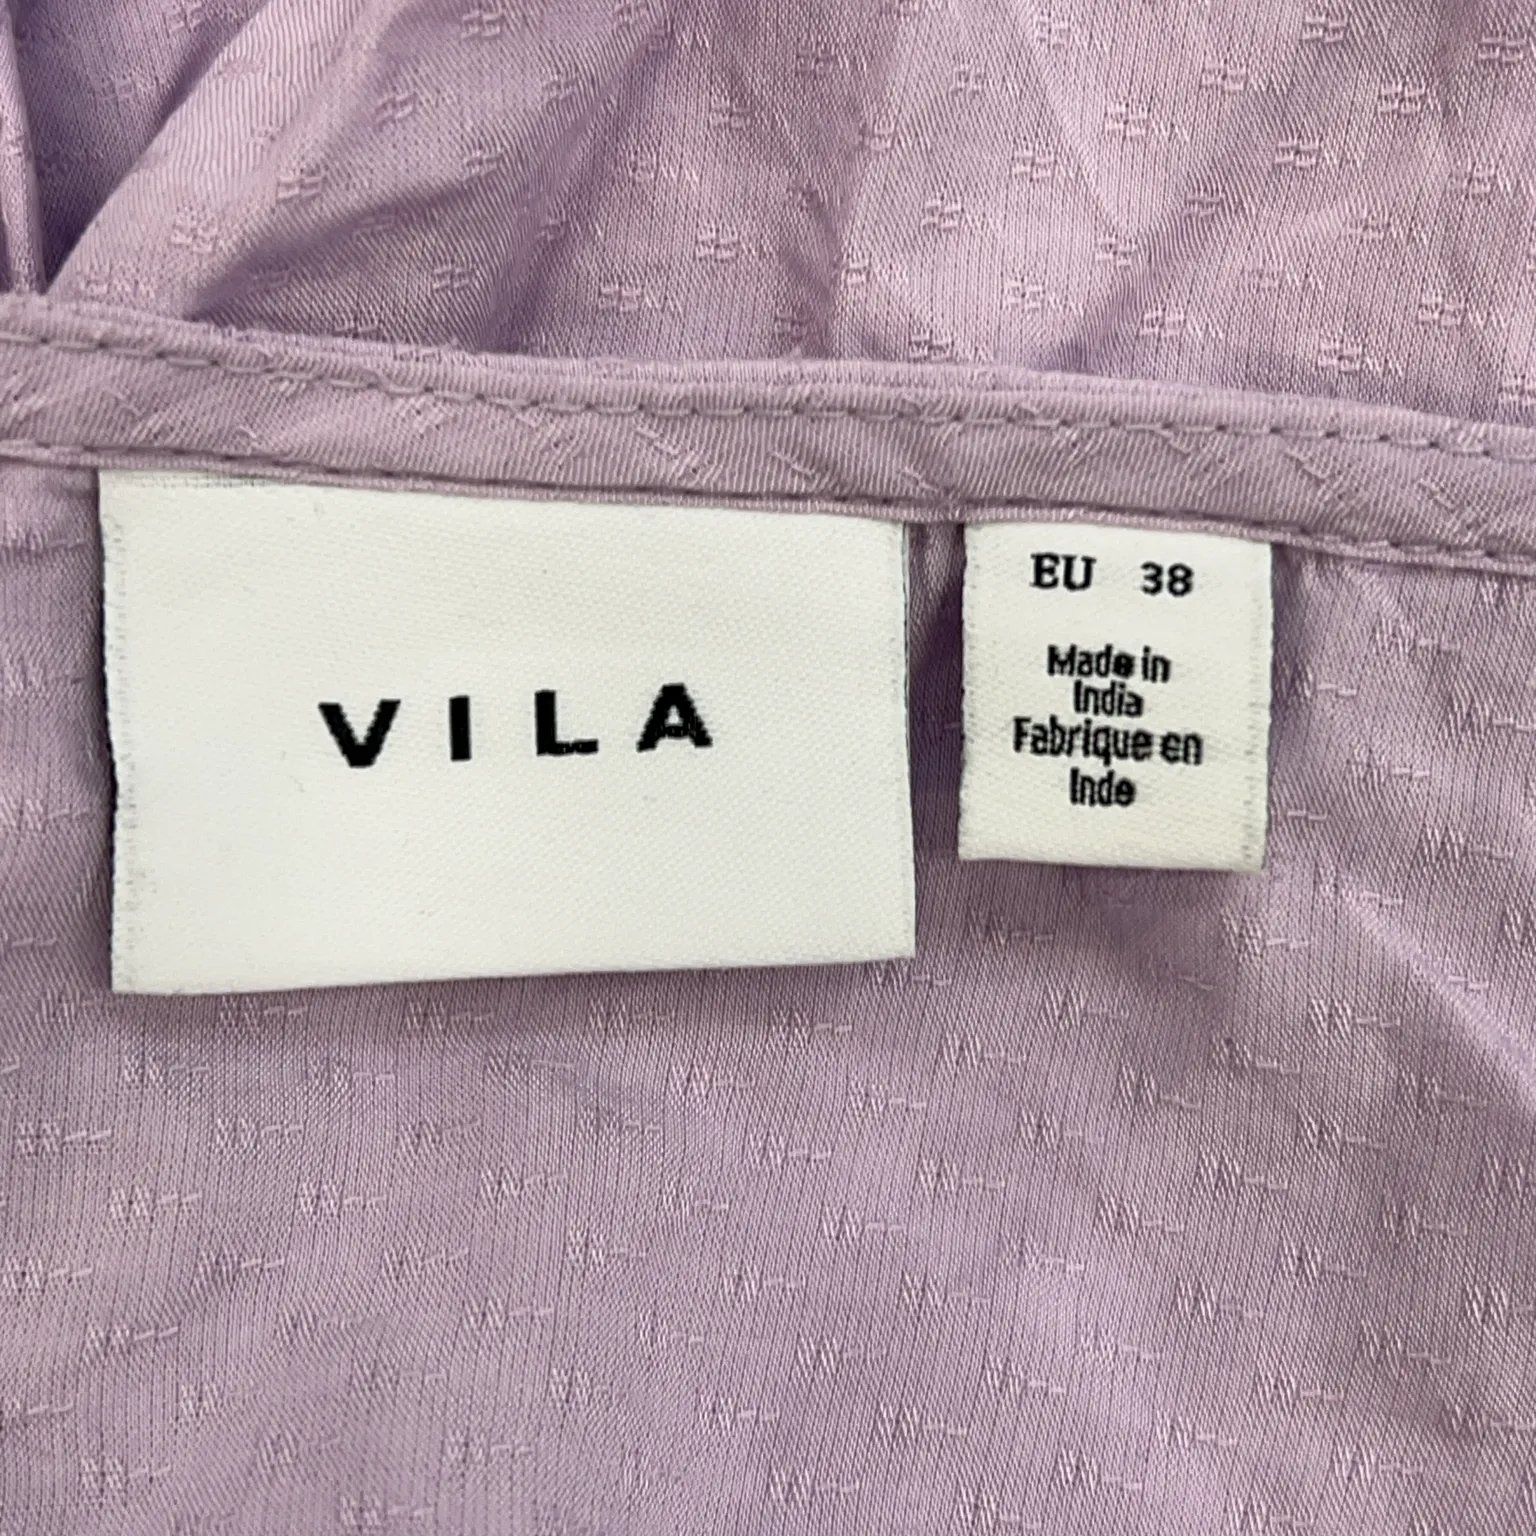 VILA
EU 38
Made in
India
Fabrique en
Inde